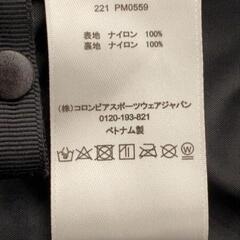 221 PM0559
表地 ナイロン 100%
裏地 ナイロン 100%
(株)コロンビアスポーツウェアジャパン
0120-193-821
ベトナム製